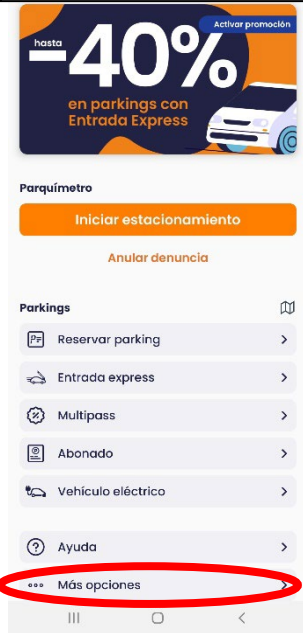 Activar promoción
hasta
-40%
en parkings con
Entrada Express
Parquímetro
Iniciar estacionamiento
Anular denuncia
Parkings
Reservar parking
Entrada express
Multipass
Abonado
Vehículo eléctrico
Ayuda
Más opciones